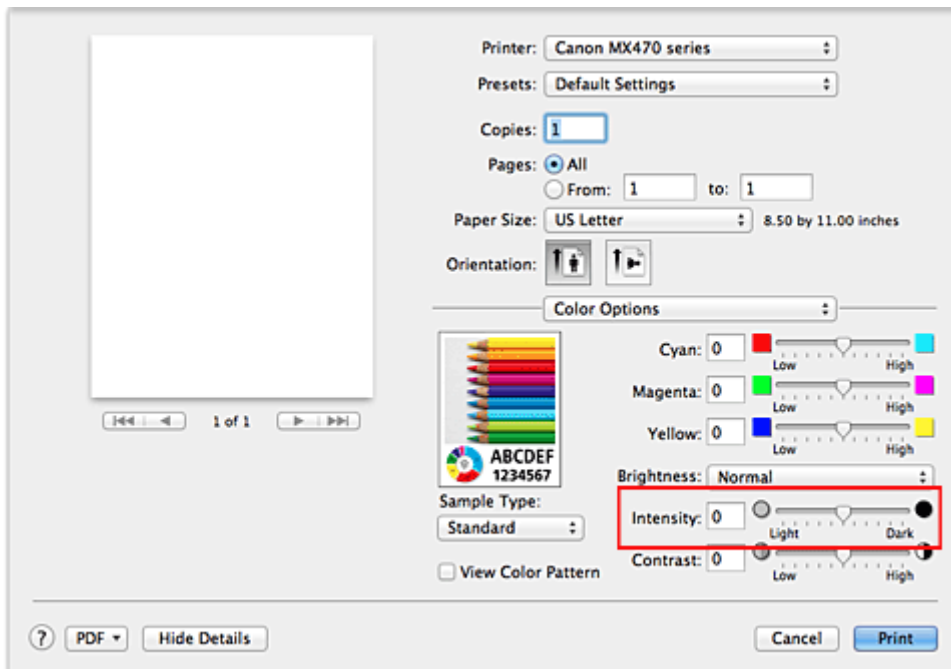 Printer: Canon MX470 series
Presets: Default Settings
Copies: 1
Pages: All
From: 1 to: 1
Paper Size: US Letter 8.50 by 11.00 inches
Orientation:
Color Options
1 of 1
ABCDEF
1234567
Sample Type:
Standard
View Color Pattern
Cyan: 0
Low High
Magenta: 0
Low High
Yellow: 0
Low High
Brightness: Normal
Intensity: 0
Light Dark
Contrast: 0
Low High
? PDF Hide Details Cancel Print